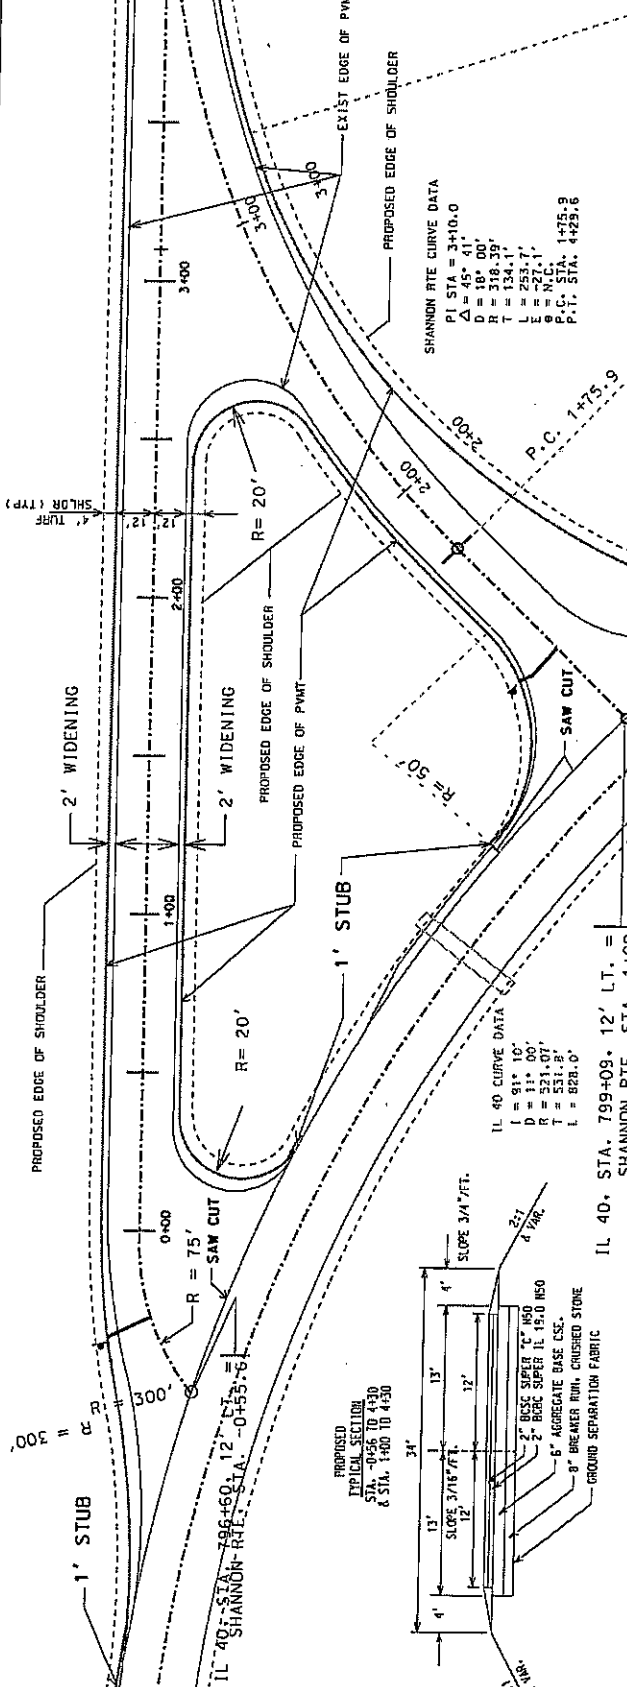 EXIST EDGE OF PVMT
PROPOSED EDGE OF SHOULDER
3+00
3+00
3+00
SHANNON RTE CURVE DATA
PI STA = 3+10.0
Δ = 45° 41'
D = 18° 00'
R = 318.39'
T = 134.1'
L = 253.7'
E = 27.1'
e = N.C.
P.C. STA. 1+75.9
P.T. STA. 4+29.6
2+00
2+00
P.C. 1+75.9
4' TURF
SHLDR (TYP)
12' 12'
R= 20'
2+00
PROPOSED EDGE OF SHOULDER
PROPOSED EDGE OF PVMT
2' WIDENING
2' WIDENING
R= 50'
SAW CUT
1' STUB
1+00
PROPOSED EDGE OF SHOULDER
R= 20'
0+00
R = 75'
SAW CUT
R = 300'
R = 300'
1' STUB
IL 40 CURVE DATA
I = 91° 10'
D = 11° 00'
R = 521.07'
T = 531.8'
L = 828.0'
IL 40, STA. 799+09, 12' LT. =
SHANNON RTE. STA.
IL 40, STA. 796+60, 12' LT. =
SHANNON RTE. STA. -0+55.6
PROPOSED
TYPICAL SECTION
STA. -0+56 TO 4+30
& STA. 1+00 TO 4+30
34'
4'
13'
13'
4'
12'
12'
SLOPE 3/16"/FT.
SLOPE 3/4"/FT.
2:1
& VAR.
VAR.
2" BCSC SUPER "C" N50
2" BCBC SUPER IL 19.0 N50
6" AGGREGATE BASE CSE.
8" BREAKER RUN, CRUSHED STONE
GROUND SEPARATION FABRIC